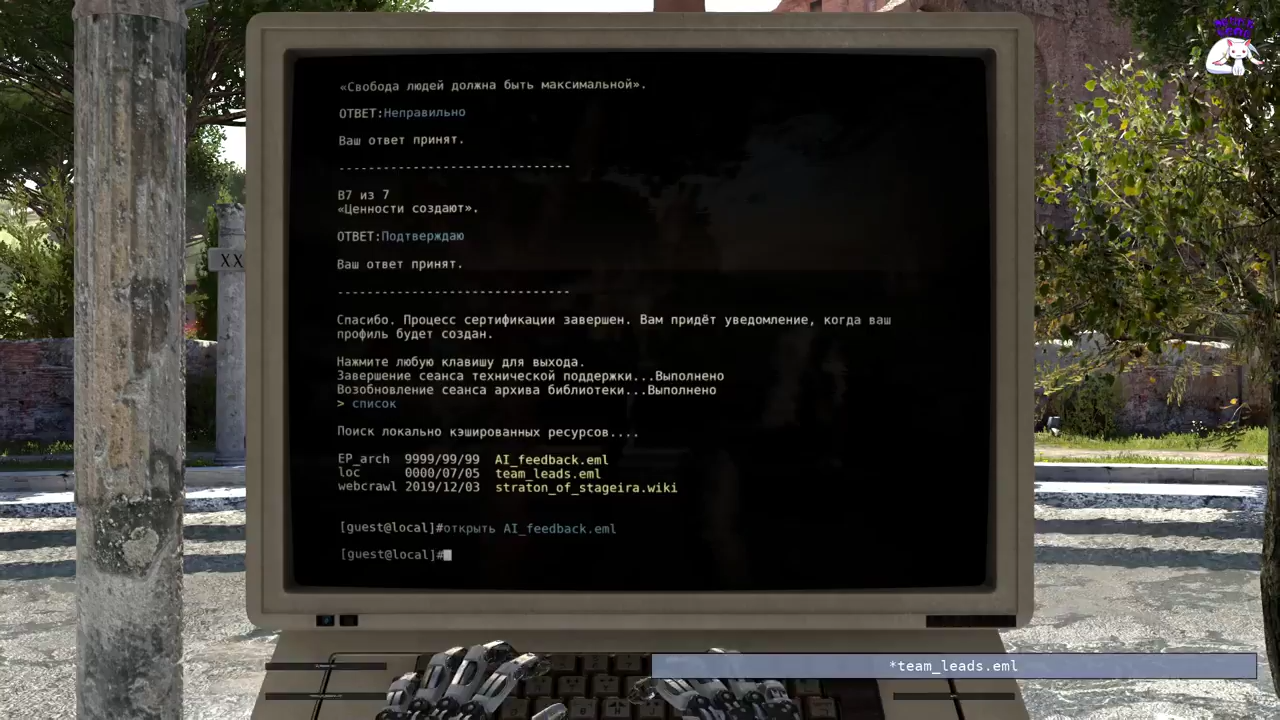 «Свобода людей должна быть максимальной».
ОТВЕТ:Неправильно
Ваш ответ принят.
-------------------------------
В7 из 7
«Ценности создают».
ОТВЕТ:Подтверждаю
Ваш ответ принят.
-------------------------------
Спасибо. Процесс сертификации завершен. Вам придёт уведомление, когда ваш
профиль будет создан.
Нажмите любую клавишу для выхода.
Завершение сеанса технической поддержки...Выполнено
Возобновление сеанса архива библиотеки...Выполнено
> список
Поиск локально кэшированных ресурсов....
EP_arch 9999/99/99 AI_feedback.eml
loc 0000/07/05 team_leads.eml
webcrawl 2019/12/03 straton_of_stageira.wiki
[guest@local]#открыть AI_feedback.eml
[guest@local]#
XX
*team_leads.eml